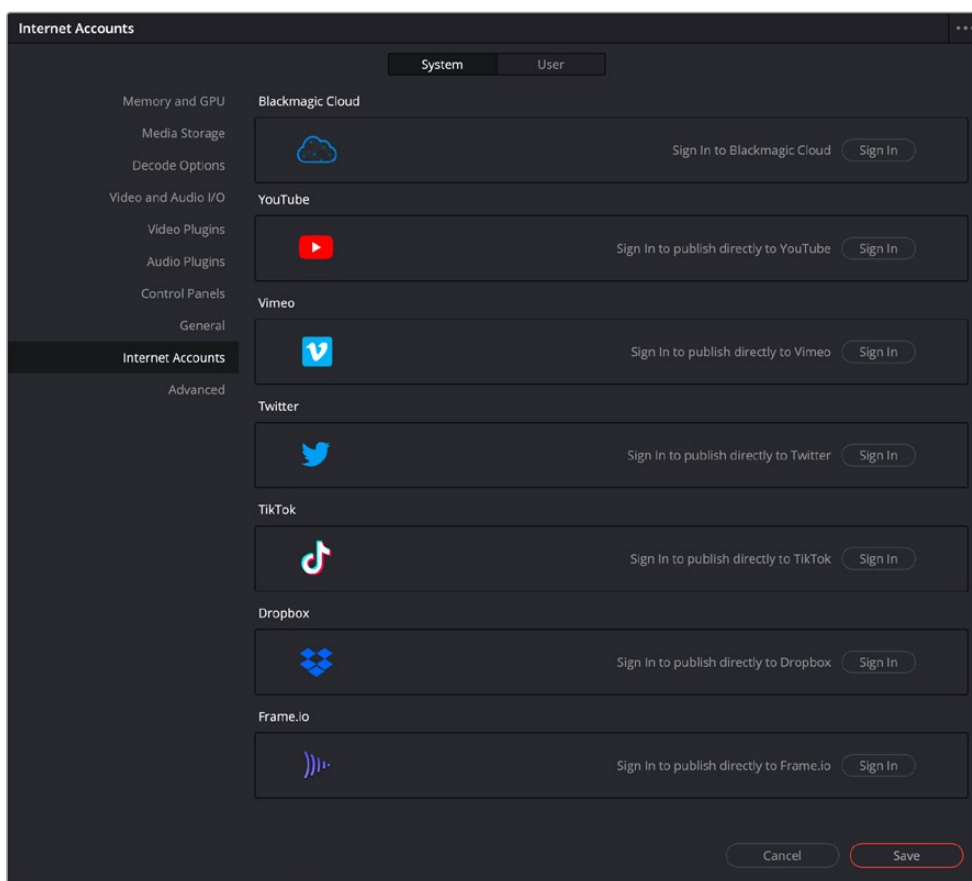 Internet Accounts
System User
Memory and GPU
Media Storage
Decode Options
Video and Audio I/O
Video Plugins
Audio Plugins
Control Panels
General
Internet Accounts
Advanced
Blackmagic Cloud
Sign In to Blackmagic Cloud Sign In
YouTube
Sign In to publish directly to YouTube Sign In
Vimeo
Sign In to publish directly to Vimeo Sign In
Twitter
Sign In to publish directly to Twitter Sign In
TikTok
Sign In to publish directly to TikTok Sign In
Dropbox
Sign In to publish directly to Dropbox Sign In
Frame.io
Sign In to publish directly to Frame.io Sign In
Cancel Save